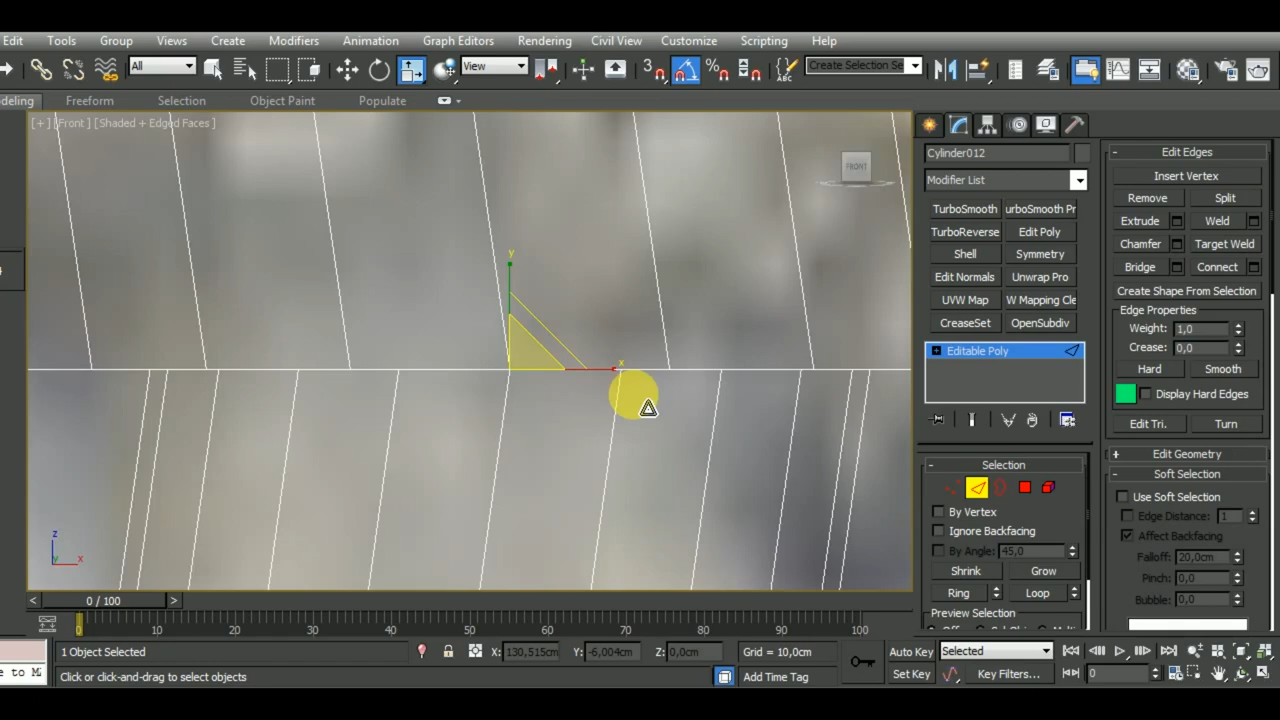 Edit Tools Group Views Create Modifiers Animation Graph Editors Rendering Civil View Customize Scripting Help
All View 3 Create Selection Se
deling Freeform Selection Object Paint Populate
[+] [Front] [Shaded + Edged Faces]
FRONT
y
x
z
y x
Cylinder012
Modifier List
TurboSmooth urboSmooth Pr
TurboReverse Edit Poly
Shell Symmetry
Edit Normals Unwrap Pro
UVW Map W Mapping Cle
CreaseSet OpenSubdiv
Editable Poly
Selection
By Vertex
Ignore Backfacing
By Angle: 45,0
Shrink Grow
Ring Loop
Preview Selection
Edit Edges
Insert Vertex
Remove Split
Extrude Weld
Chamfer Target Weld
Bridge Connect
Create Shape From Selection
Edge Properties
Weight: 1,0
Crease: 0,0
Hard Smooth
Display Hard Edges
Edit Tri. Turn
Edit Geometry
Soft Selection
Use Soft Selection
Edge Distance: 1
Affect Backfacing
Falloff: 20,0cm
Pinch: 0,0
Bubble: 0,0
< 0 / 100 >
0 10 20 30 40 50 60 70 80 90 100
1 Object Selected X: 130,515cm Y: -6,004cm Z: 0,0cm Grid = 10,0cm Auto Key Selected
e to Mi Click or click-and-drag to select objects Add Time Tag Set Key Key Filters... 0